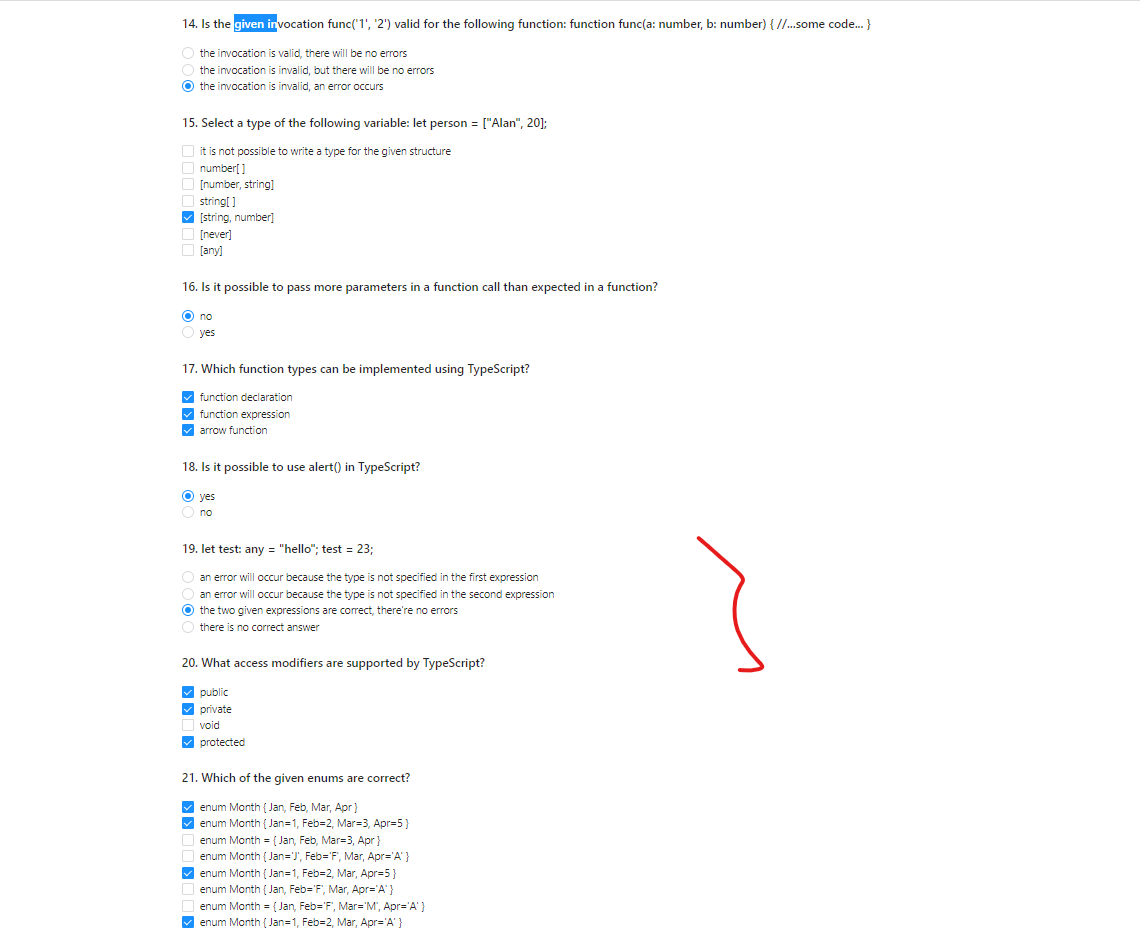 14. Is the given invocation func('1', '2') valid for the following function: function func(a: number, b: number) { //...some code... }
the invocation is valid, there will be no errors
the invocation is invalid, but there will be no errors
the invocation is invalid, an error occurs
15. Select a type of the following variable: let person = ["Alan", 20];
it is not possible to write a type for the given structure
number[ ]
[number, string]
string[ ]
[string, number]
[never]
[any]
16. Is it possible to pass more parameters in a function call than expected in a function?
no
yes
17. Which function types can be implemented using TypeScript?
function declaration
function expression
arrow function
18. Is it possible to use alert() in TypeScript?
yes
no
19. let test: any = "hello"; test = 23;
an error will occur because the type is not specified in the first expression
an error will occur because the type is not specified in the second expression
the two given expressions are correct, there're no errors
there is no correct answer
20. What access modifiers are supported by TypeScript?
public
private
void
protected
21. Which of the given enums are correct?
enum Month { Jan, Feb, Mar, Apr }
enum Month { Jan=1, Feb=2, Mar=3, Apr=5 }
enum Month = { Jan, Feb, Mar=3, Apr }
enum Month { Jan='J', Feb='F', Mar, Apr='A' }
enum Month { Jan=1, Feb=2, Mar, Apr=5 }
enum Month { Jan, Feb='F', Mar, Apr='A' }
enum Month = { Jan, Feb='F', Mar='M', Apr='A' }
enum Month { Jan=1, Feb=2, Mar, Apr='A' }